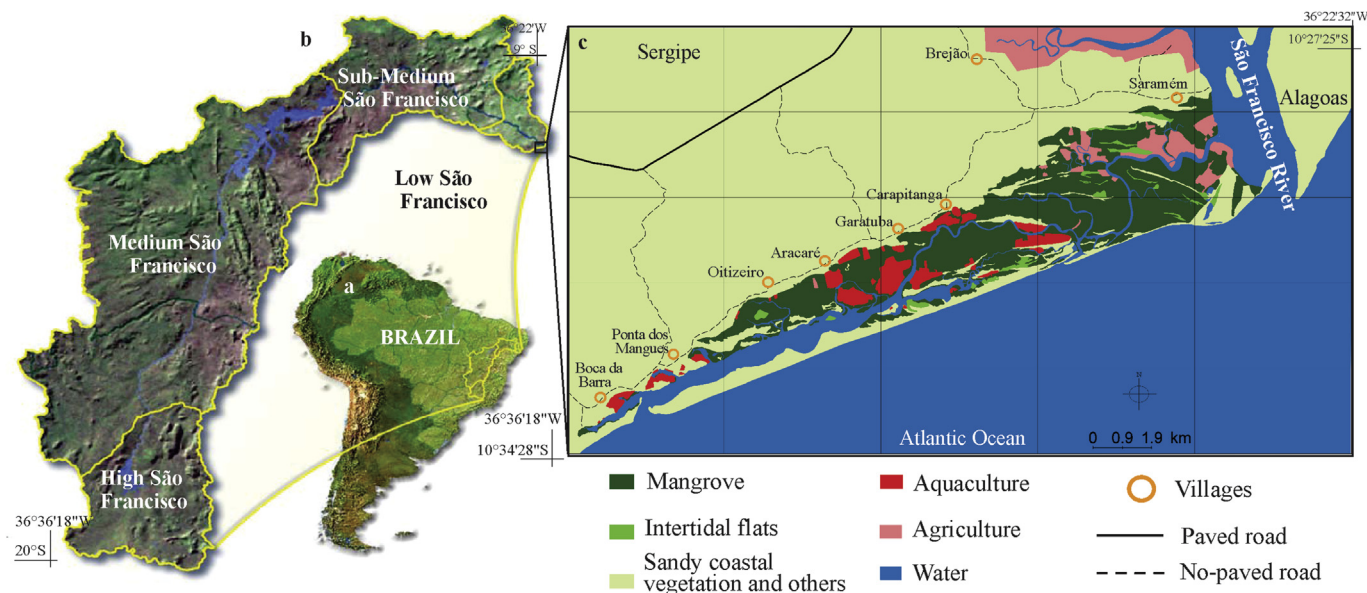 b
22'W
9° S
Sub-Medium
São Francisco
Low São
Francisco
Medium São
Francisco
a
BRAZIL
High São
Francisco
36°36'18"W
20°S
36°36'18"W
10°34'28"S
36°22'32"W
10°27'25"S
c
Sergipe
Brejão
Saramém
São Francisco River
Alagoas
Carapitanga
Garatuba
Aracaré
Oitizeiro
Ponta dos
Mangues
Boca da
Barra
N
Atlantic Ocean
0 0.9 1.9 km
Mangrove
Intertidal flats
Sandy coastal
vegetation and others
Aquaculture
Agriculture
Water
Villages
Paved road
No-paved road